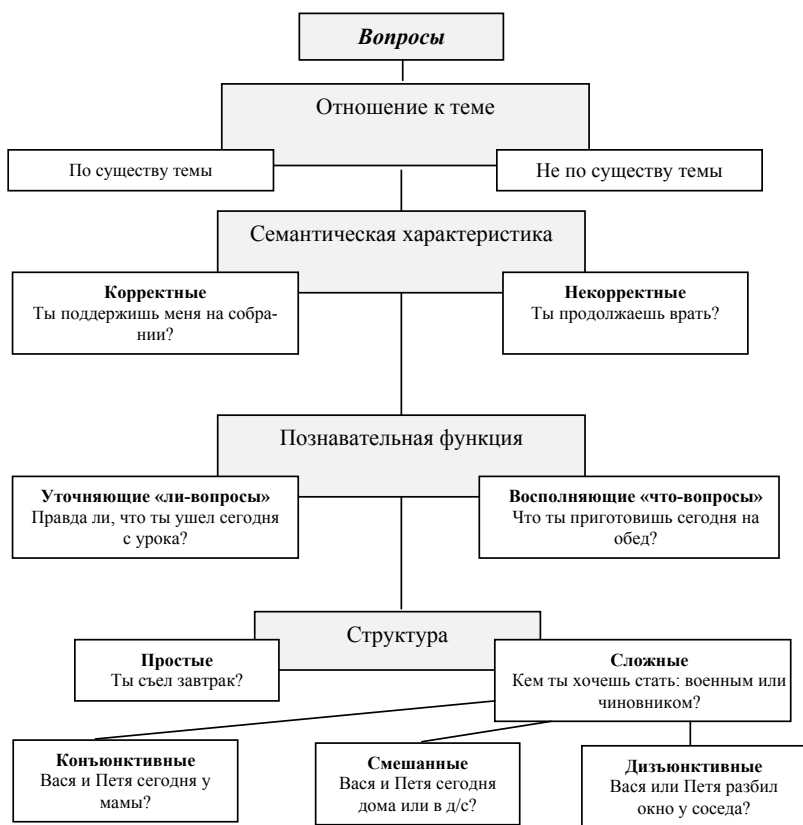 Вопросы
Отношение к теме
По существу темы
Не по существу темы
Семантическая характеристика
Корректные
Ты поддержишь меня на собра-
нии?
Некорректные
Ты продолжаешь врать?
Познавательная функция
Уточняющие «ли-вопросы»
Правда ли, что ты ушел сегодня
с урока?
Восполняющие «что-вопросы»
Что ты приготовишь сегодня на
обед?
Структура
Простые
Ты съел завтрак?
Сложные
Кем ты хочешь стать: военным или
чиновником?
Конъюнктивные
Вася и Петя сегодня у
мамы?
Смешанные
Вася и Петя сегодня
дома или в д/с?
Дизъюнктивные
Вася или Петя разбил
окно у соседа?